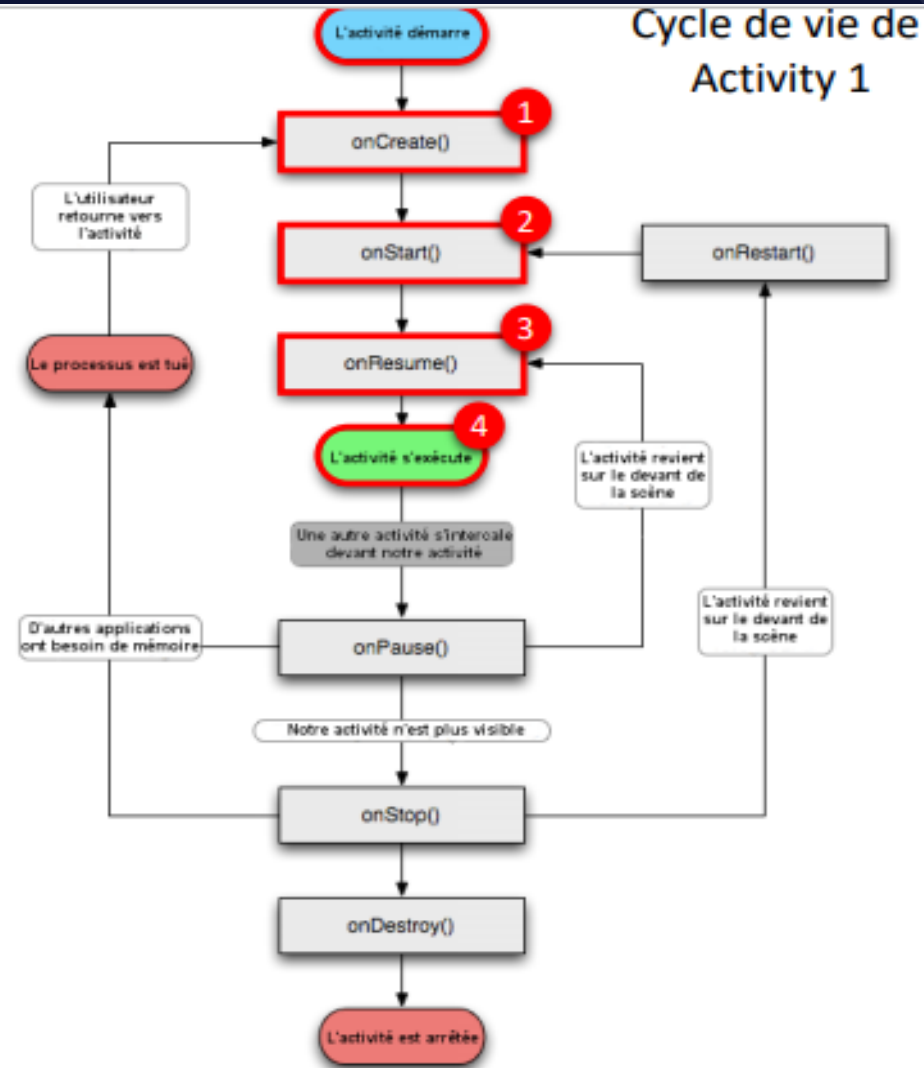 Cycle de vie de
Activity 1
L'activité démarre
1
onCreate()
L'utilisateur
retourne vers
l'activité
2
onStart()
onRestart()
3
onResume()
Le processus est tué
4
L'activité s'exécute
L'activité revient
sur le devant de
la scène
Une autre activité s'intercale
devant notre activité
L'activité revient
sur le devant de
la scène
D'autres applications
ont besoin de mémoire
onPause()
Notre activité n'est plus visible
onStop()
onDestroy()
L'activité est arrêtée